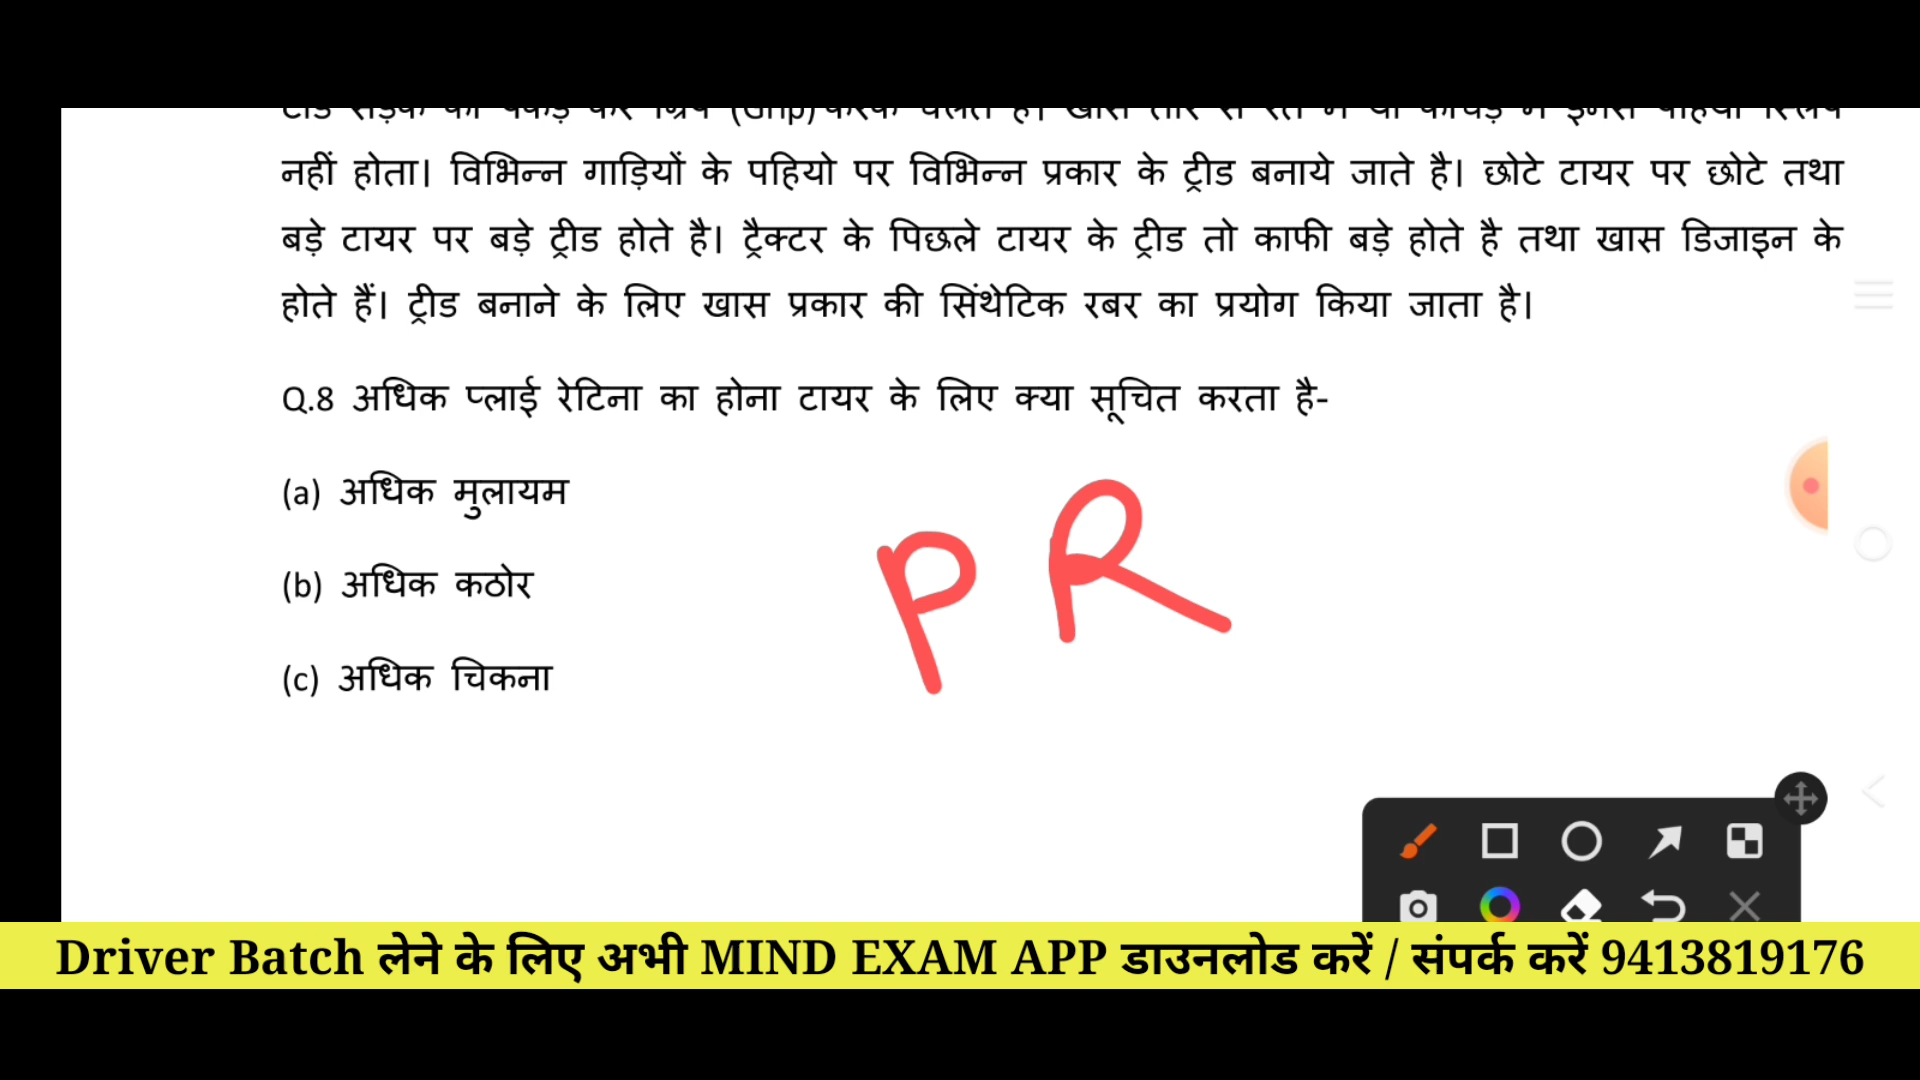 नहीं होता। विभिन्न गाड़ियों के पहियो पर विभिन्न प्रकार के ट्रीड बनाये जाते है। छोटे टायर पर छोटे तथा
बड़े टायर पर बड़े ट्रीड होते है। ट्रैक्टर के पिछले टायर के ट्रीड तो काफी बड़े होते है तथा खास डिजाइन के
होते हैं। ट्रीड बनाने के लिए खास प्रकार की सिंथेटिक रबर का प्रयोग किया जाता है।
Q.8 अधिक प्लाई रेटिना का होना टायर के लिए क्या सूचित करता है-
(a) अधिक मुलायम
(b) अधिक कठोर
(c) अधिक चिकना
PR
Driver Batch लेने के लिए अभी MIND EXAM APP डाउनलोड करें / संपर्क करें 9413819176